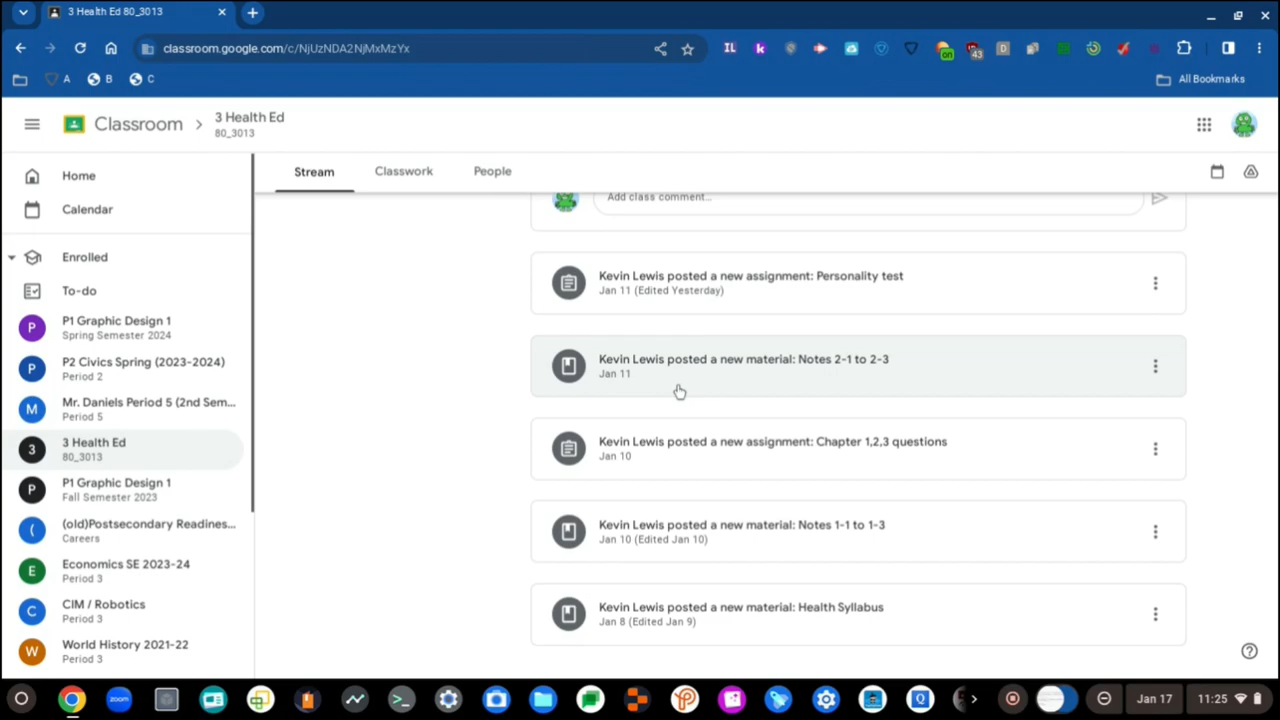 3 Health Ed 80_3013
classroom.google.com/c/NjUzNDA2NjMxMzYx
IL
k
on
43
D
A
B
C
All Bookmarks
Classroom
3 Health Ed
80_3013
Stream
Classwork
People
Home
Calendar
Enrolled
To-do
P
P1 Graphic Design 1
Spring Semester 2024
P
P2 Civics Spring (2023-2024)
Period 2
M
Mr. Daniels Period 5 (2nd Sem...
Period 5
3
3 Health Ed
80_3013
P
P1 Graphic Design 1
Fall Semester 2023
(
(old)Postsecondary Readines...
Careers
E
Economics SE 2023-24
Period 3
C
CIM / Robotics
Period 3
W
World History 2021-22
Period 3
Add class comment...
Kevin Lewis posted a new assignment: Personality test
Jan 11 (Edited Yesterday)
Kevin Lewis posted a new material: Notes 2-1 to 2-3
Jan 11
Kevin Lewis posted a new assignment: Chapter 1,2,3 questions
Jan 10
Kevin Lewis posted a new material: Notes 1-1 to 1-3
Jan 10 (Edited Jan 10)
Kevin Lewis posted a new material: Health Syllabus
Jan 8 (Edited Jan 9)
zoom
Q
Jan 17
11:25